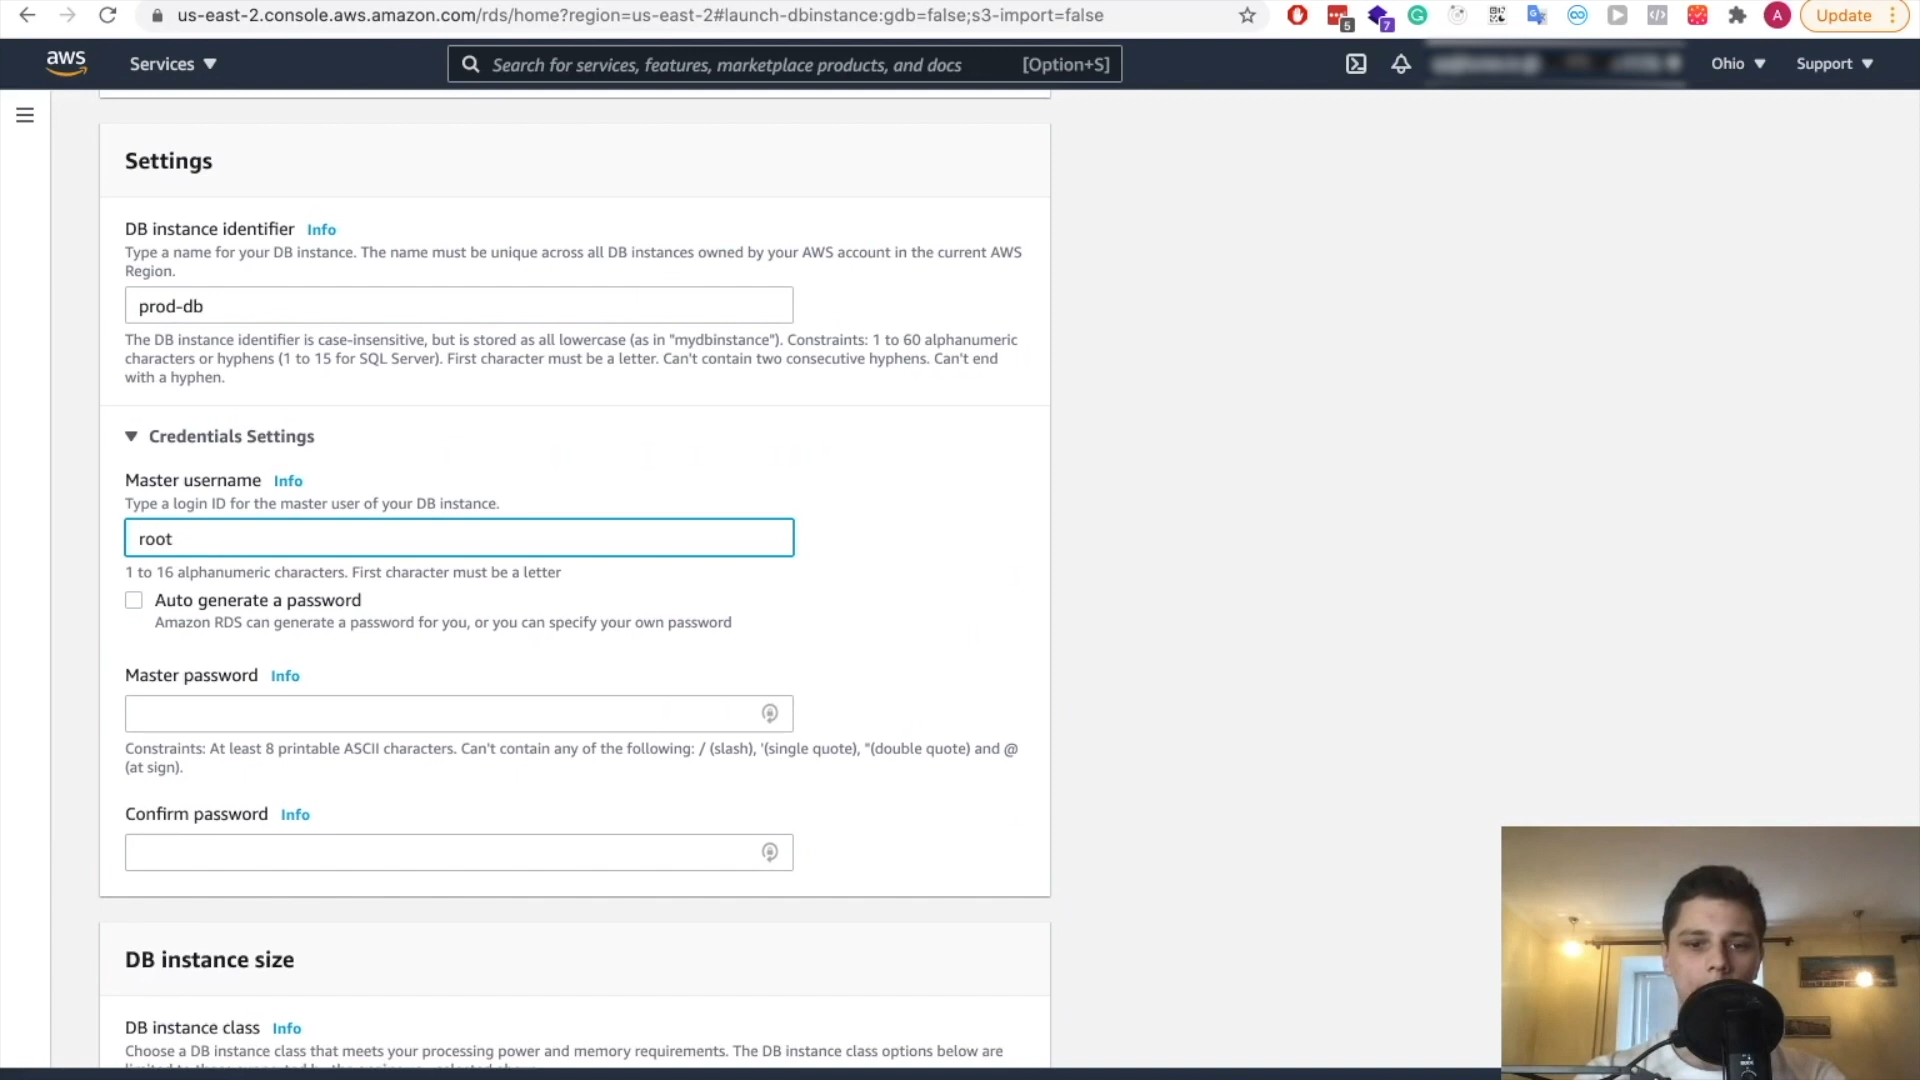 us-east-2.console.aws.amazon.com/rds/home?region=us-east-2#launch-dbinstance:gdb=false;s3-import=false
5
7
A
Update
aws
Services
Search for services, features, marketplace products, and docs
[Option+S]
Ohio
Support
Settings
DB instance identifier Info
Type a name for your DB instance. The name must be unique across all DB instances owned by your AWS account in the current AWS
Region.
prod-db
The DB instance identifier is case-insensitive, but is stored as all lowercase (as in "mydbinstance"). Constraints: 1 to 60 alphanumeric
characters or hyphens (1 to 15 for SQL Server). First character must be a letter. Can't contain two consecutive hyphens. Can't end
with a hyphen.
Credentials Settings
Master username Info
Type a login ID for the master user of your DB instance.
root
1 to 16 alphanumeric characters. First character must be a letter
Auto generate a password
Amazon RDS can generate a password for you, or you can specify your own password
Master password Info
Constraints: At least 8 printable ASCII characters. Can't contain any of the following: / (slash), '(single quote), "(double quote) and @
(at sign).
Confirm password Info
DB instance size
DB instance class Info
Choose a DB instance class that meets your processing power and memory requirements. The DB instance class options below are